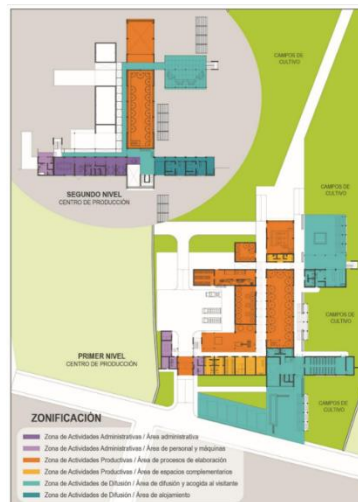 CAMPOS DE
CULTIVO
SEGUNDO NIVEL
CENTRO DE PRODUCCIÓN
CAMPOS DE
CULTIVO
CAMPOS DE
CULTIVO
PRIMER NIVEL
CENTRO DE PRODUCCIÓN
CAMPOS DE
CULTIVO
ZONIFICACIÓN
Zona de Actividades Administrativas / Área administrativa
Zona de Actividades Administrativas / Área de personal y máquinas
Zona de Actividades Productivas / Área de procesos de elaboración
Zona de Actividades Productivas / Área de espacios complementarios
Zona de Actividades de Difusión / Área de difusión y acogida al visitante
Zona de Actividades de Difusión / Área de alojamiento